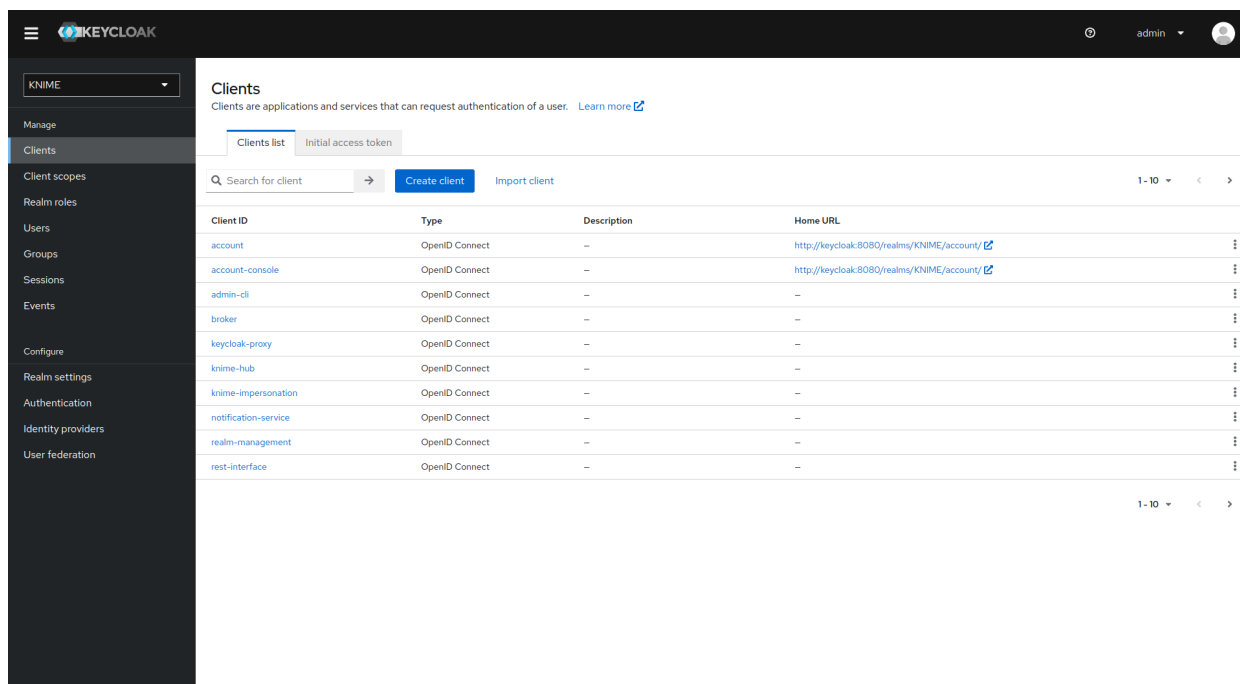 KEYCLOAK
admin
KNIME
Manage
Clients
Client scopes
Realm roles
Users
Groups
Sessions
Events
Configure
Realm settings
Authentication
Identity providers
User federation
Clients
Clients are applications and services that can request authentication of a user. Learn more
Clients list Initial access token
Search for client Create client Import client 1 - 10
Client ID Type Description Home URL
account OpenID Connect – http://keycloak:8080/realms/KNIME/account/
account-console OpenID Connect – http://keycloak:8080/realms/KNIME/account/
admin-cli OpenID Connect – –
broker OpenID Connect – –
keycloak-proxy OpenID Connect – –
knime-hub OpenID Connect – –
knime-impersonation OpenID Connect – –
notification-service OpenID Connect – –
realm-management OpenID Connect – –
rest-interface OpenID Connect – –
1 - 10